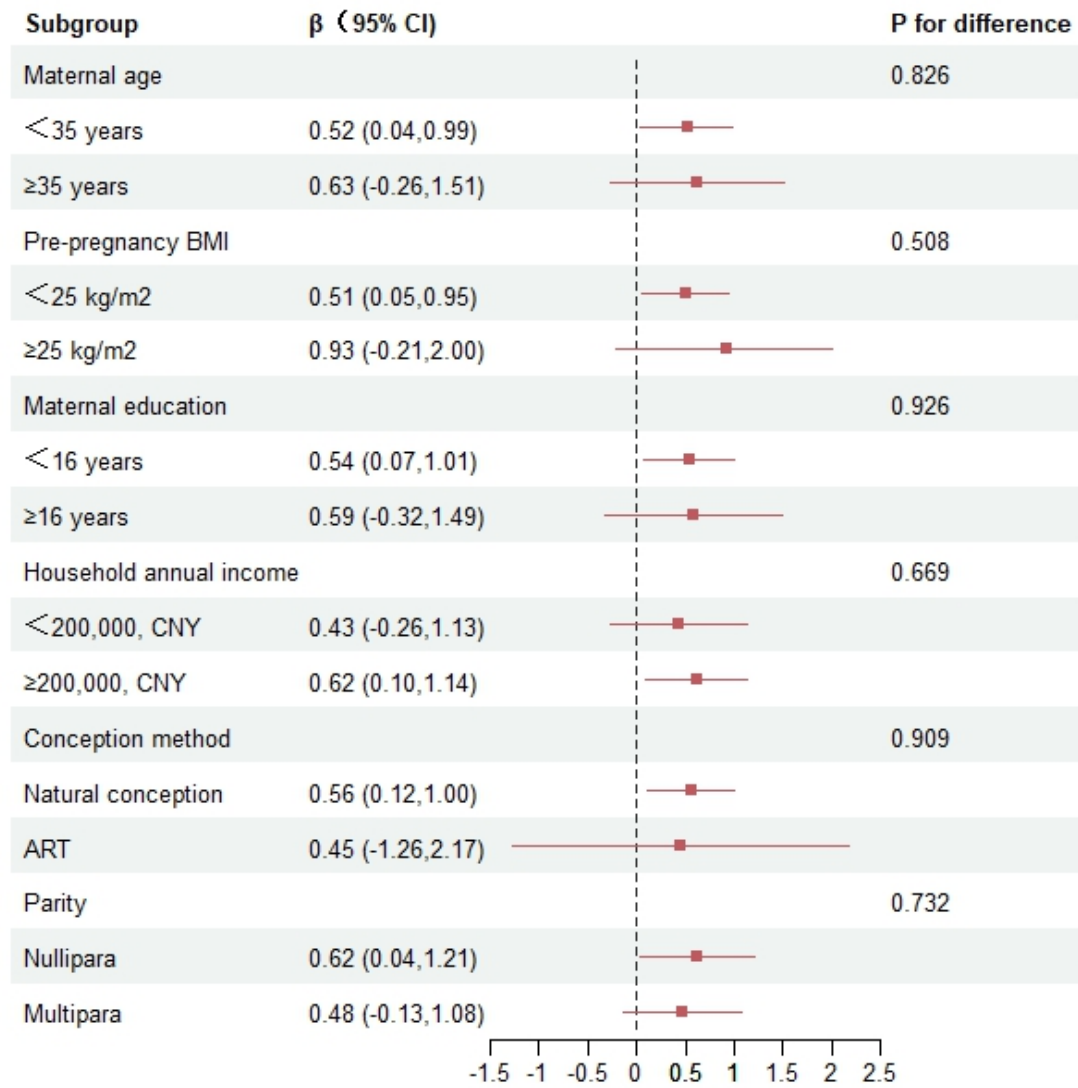 Subgroup β（95% CI) P for difference
Maternal age 0.826
＜35 years 0.52 (0.04,0.99)
≥35 years 0.63 (-0.26,1.51)
Pre-pregnancy BMI 0.508
＜25 kg/m2 0.51 (0.05,0.95)
≥25 kg/m2 0.93 (-0.21,2.00)
Maternal education 0.926
＜16 years 0.54 (0.07,1.01)
≥16 years 0.59 (-0.32,1.49)
Household annual income 0.669
＜200,000, CNY 0.43 (-0.26,1.13)
≥200,000, CNY 0.62 (0.10,1.14)
Conception method 0.909
Natural conception 0.56 (0.12,1.00)
ART 0.45 (-1.26,2.17)
Parity 0.732
Nullipara 0.62 (0.04,1.21)
Multipara 0.48 (-0.13,1.08)
-1.5 -1 -0.5 0 0.5 1 1.5 2 2.5